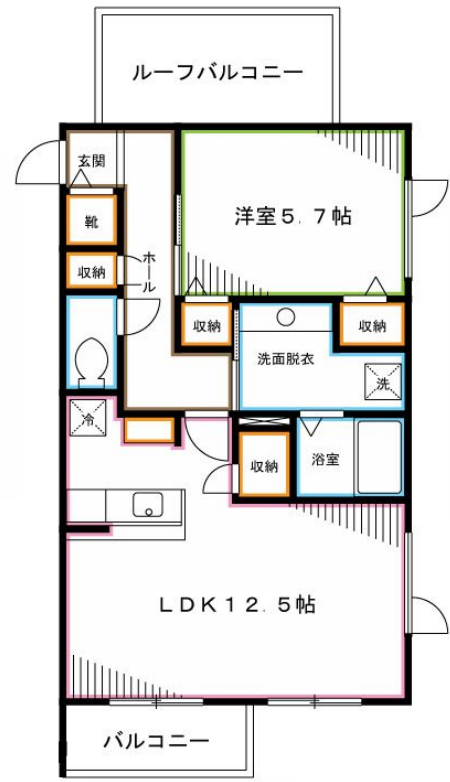 ルーフバルコニー
玄関
洋室5.7帖
靴
ホール
収納
収納
収納
洗面脱衣
洗
冷
収納
浴室
LDK12.5帖
バルコニー